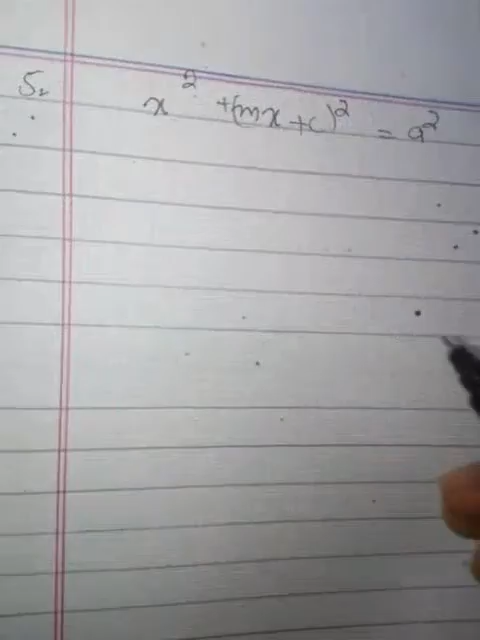 5. x² + (mx + c)² = a²